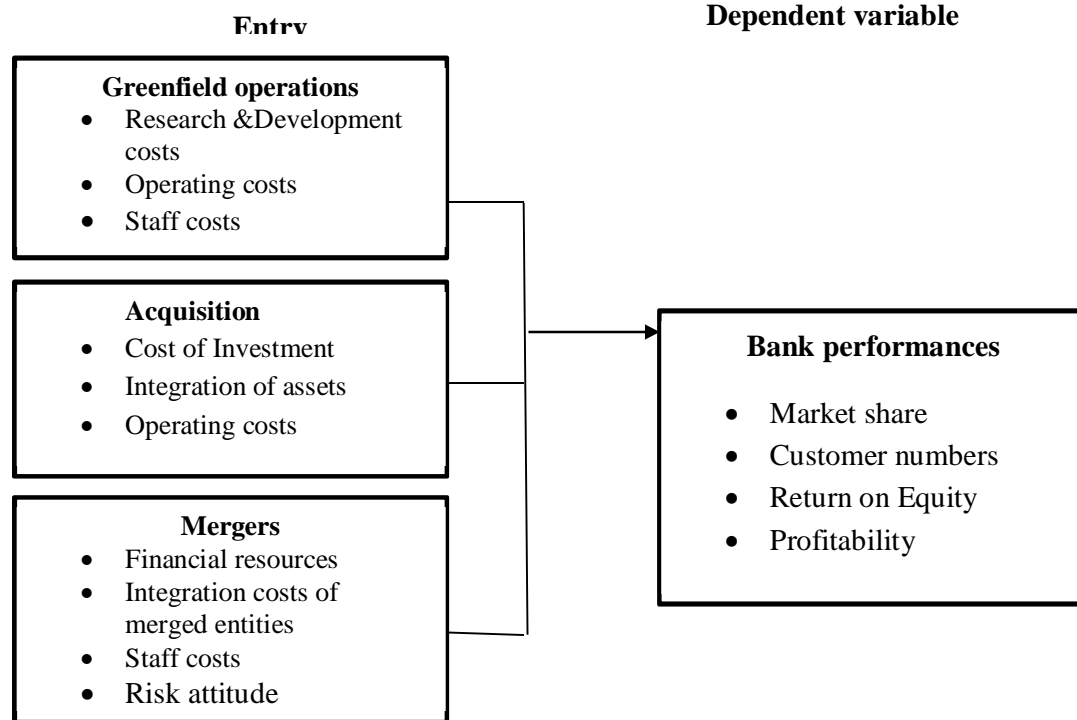 Entry
Dependent variable
Greenfield operations
• Research &Development
costs
• Operating costs
• Staff costs
Acquisition
• Cost of Investment
• Integration of assets
• Operating costs
Mergers
• Financial resources
• Integration costs of
merged entities
• Staff costs
• Risk attitude
Bank performances
• Market share
• Customer numbers
• Return on Equity
• Profitability